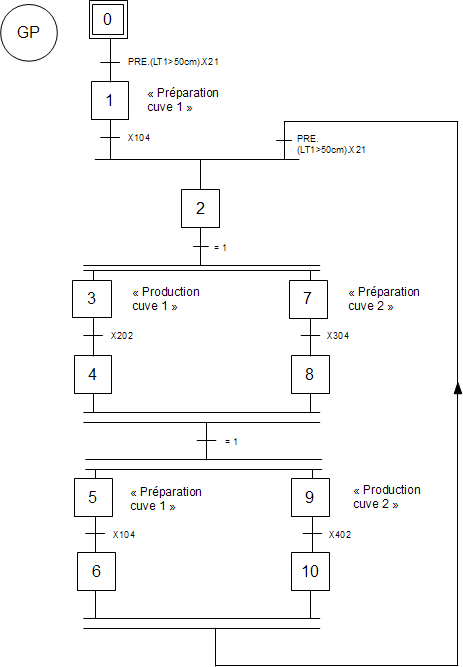 GP
0
PRE.(LT1>50cm).X21
1
« Préparation
cuve 1 »
X104
PRE.
(LT1>50cm).X21
2
= 1
3
« Production
cuve 1 »
7
« Préparation
cuve 2 »
X202
X304
4
8
= 1
5
« Préparation
cuve 1 »
9
« Production
cuve 2 »
X104
X402
6
10